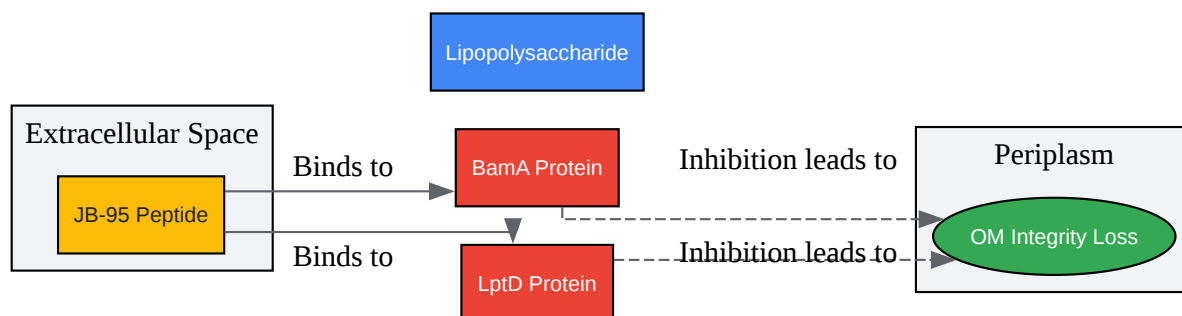 Lipopolysaccharide
Extracellular Space
JB-95 Peptide
Binds to
Binds to
BamA Protein
LptD Protein
Inhibition leads to
Inhibition leads to
Periplasm
OM Integrity Loss